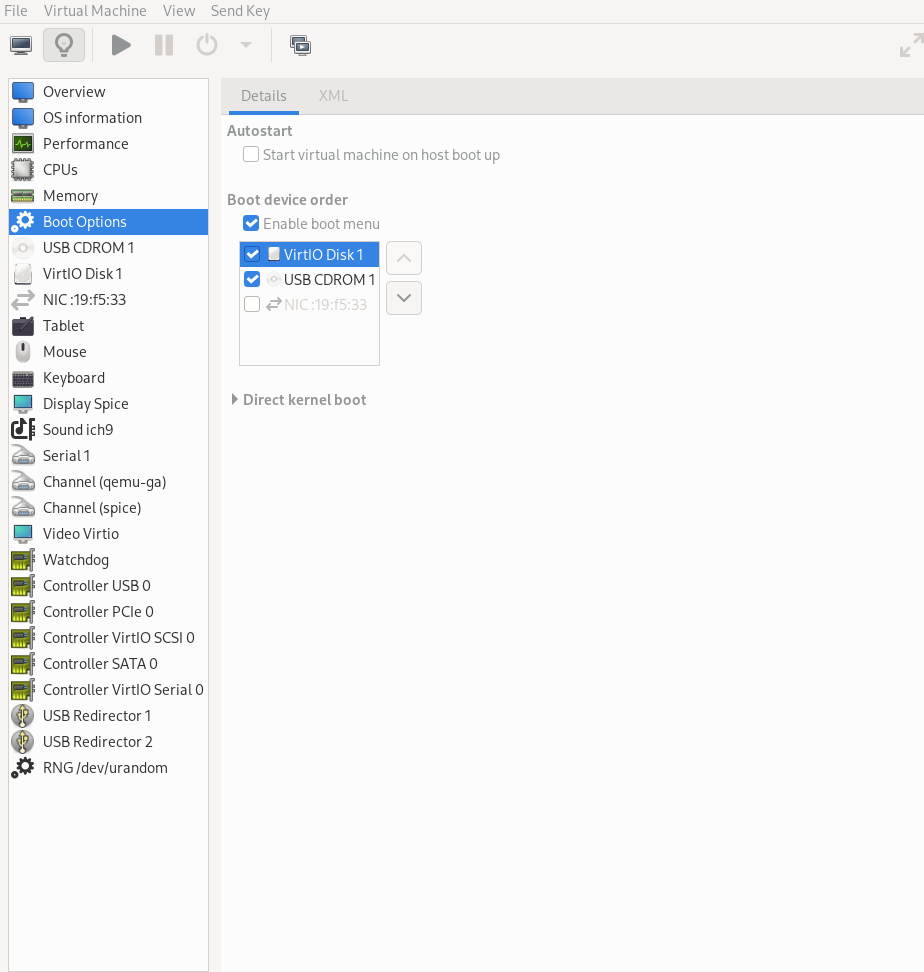 File Virtual Machine View Send Key
Details XML
Overview
OS information
Performance
CPUs
Memory
Boot Options
USB CDROM 1
VirtIO Disk 1
NIC :19:f5:33
Tablet
Mouse
Keyboard
Display Spice
Sound ich9
Serial 1
Channel (qemu-ga)
Channel (spice)
Video Virtio
Watchdog
Controller USB 0
Controller PCIe 0
Controller VirtIO SCSI 0
Controller SATA 0
Controller VirtIO Serial 0
USB Redirector 1
USB Redirector 2
RNG /dev/urandom
Autostart
Start virtual machine on host boot up
Boot device order
Enable boot menu
VirtIO Disk 1
USB CDROM 1
NIC :19:f5:33
Direct kernel boot